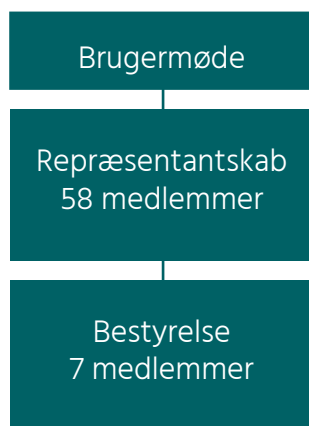 Brugermøde
Repræsentantskab
58 medlemmer
Bestyrelse
7 medlemmer